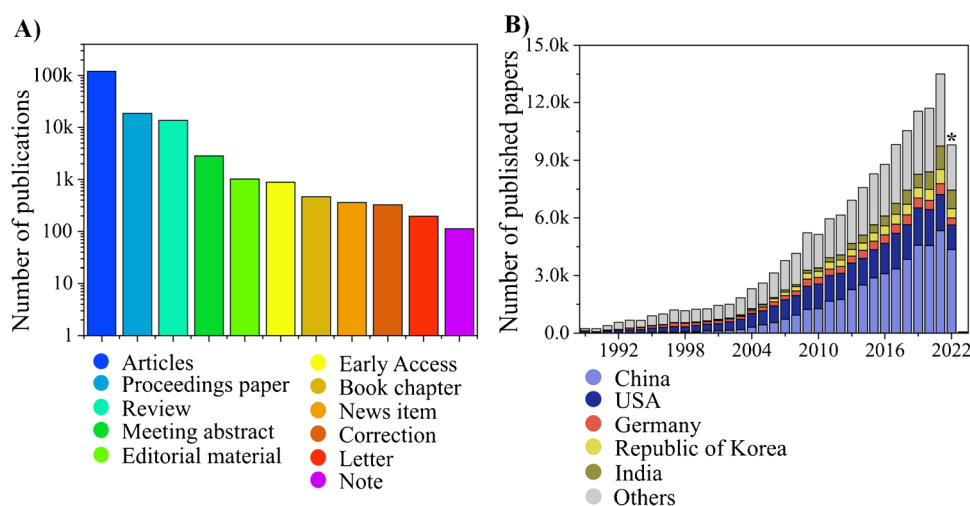 A)
Number of publications
100k
10k
1k
100
10
1
Articles
Proceedings paper
Review
Meeting abstract
Editorial material
Early Access
Book chapter
News item
Correction
Letter
Note
B)
Number of published papers
15.0k
12.0k
9.0k
6.0k
3.0k
0.0
*
1992 1998 2004 2010 2016 2022
China
USA
Germany
Republic of Korea
India
Others